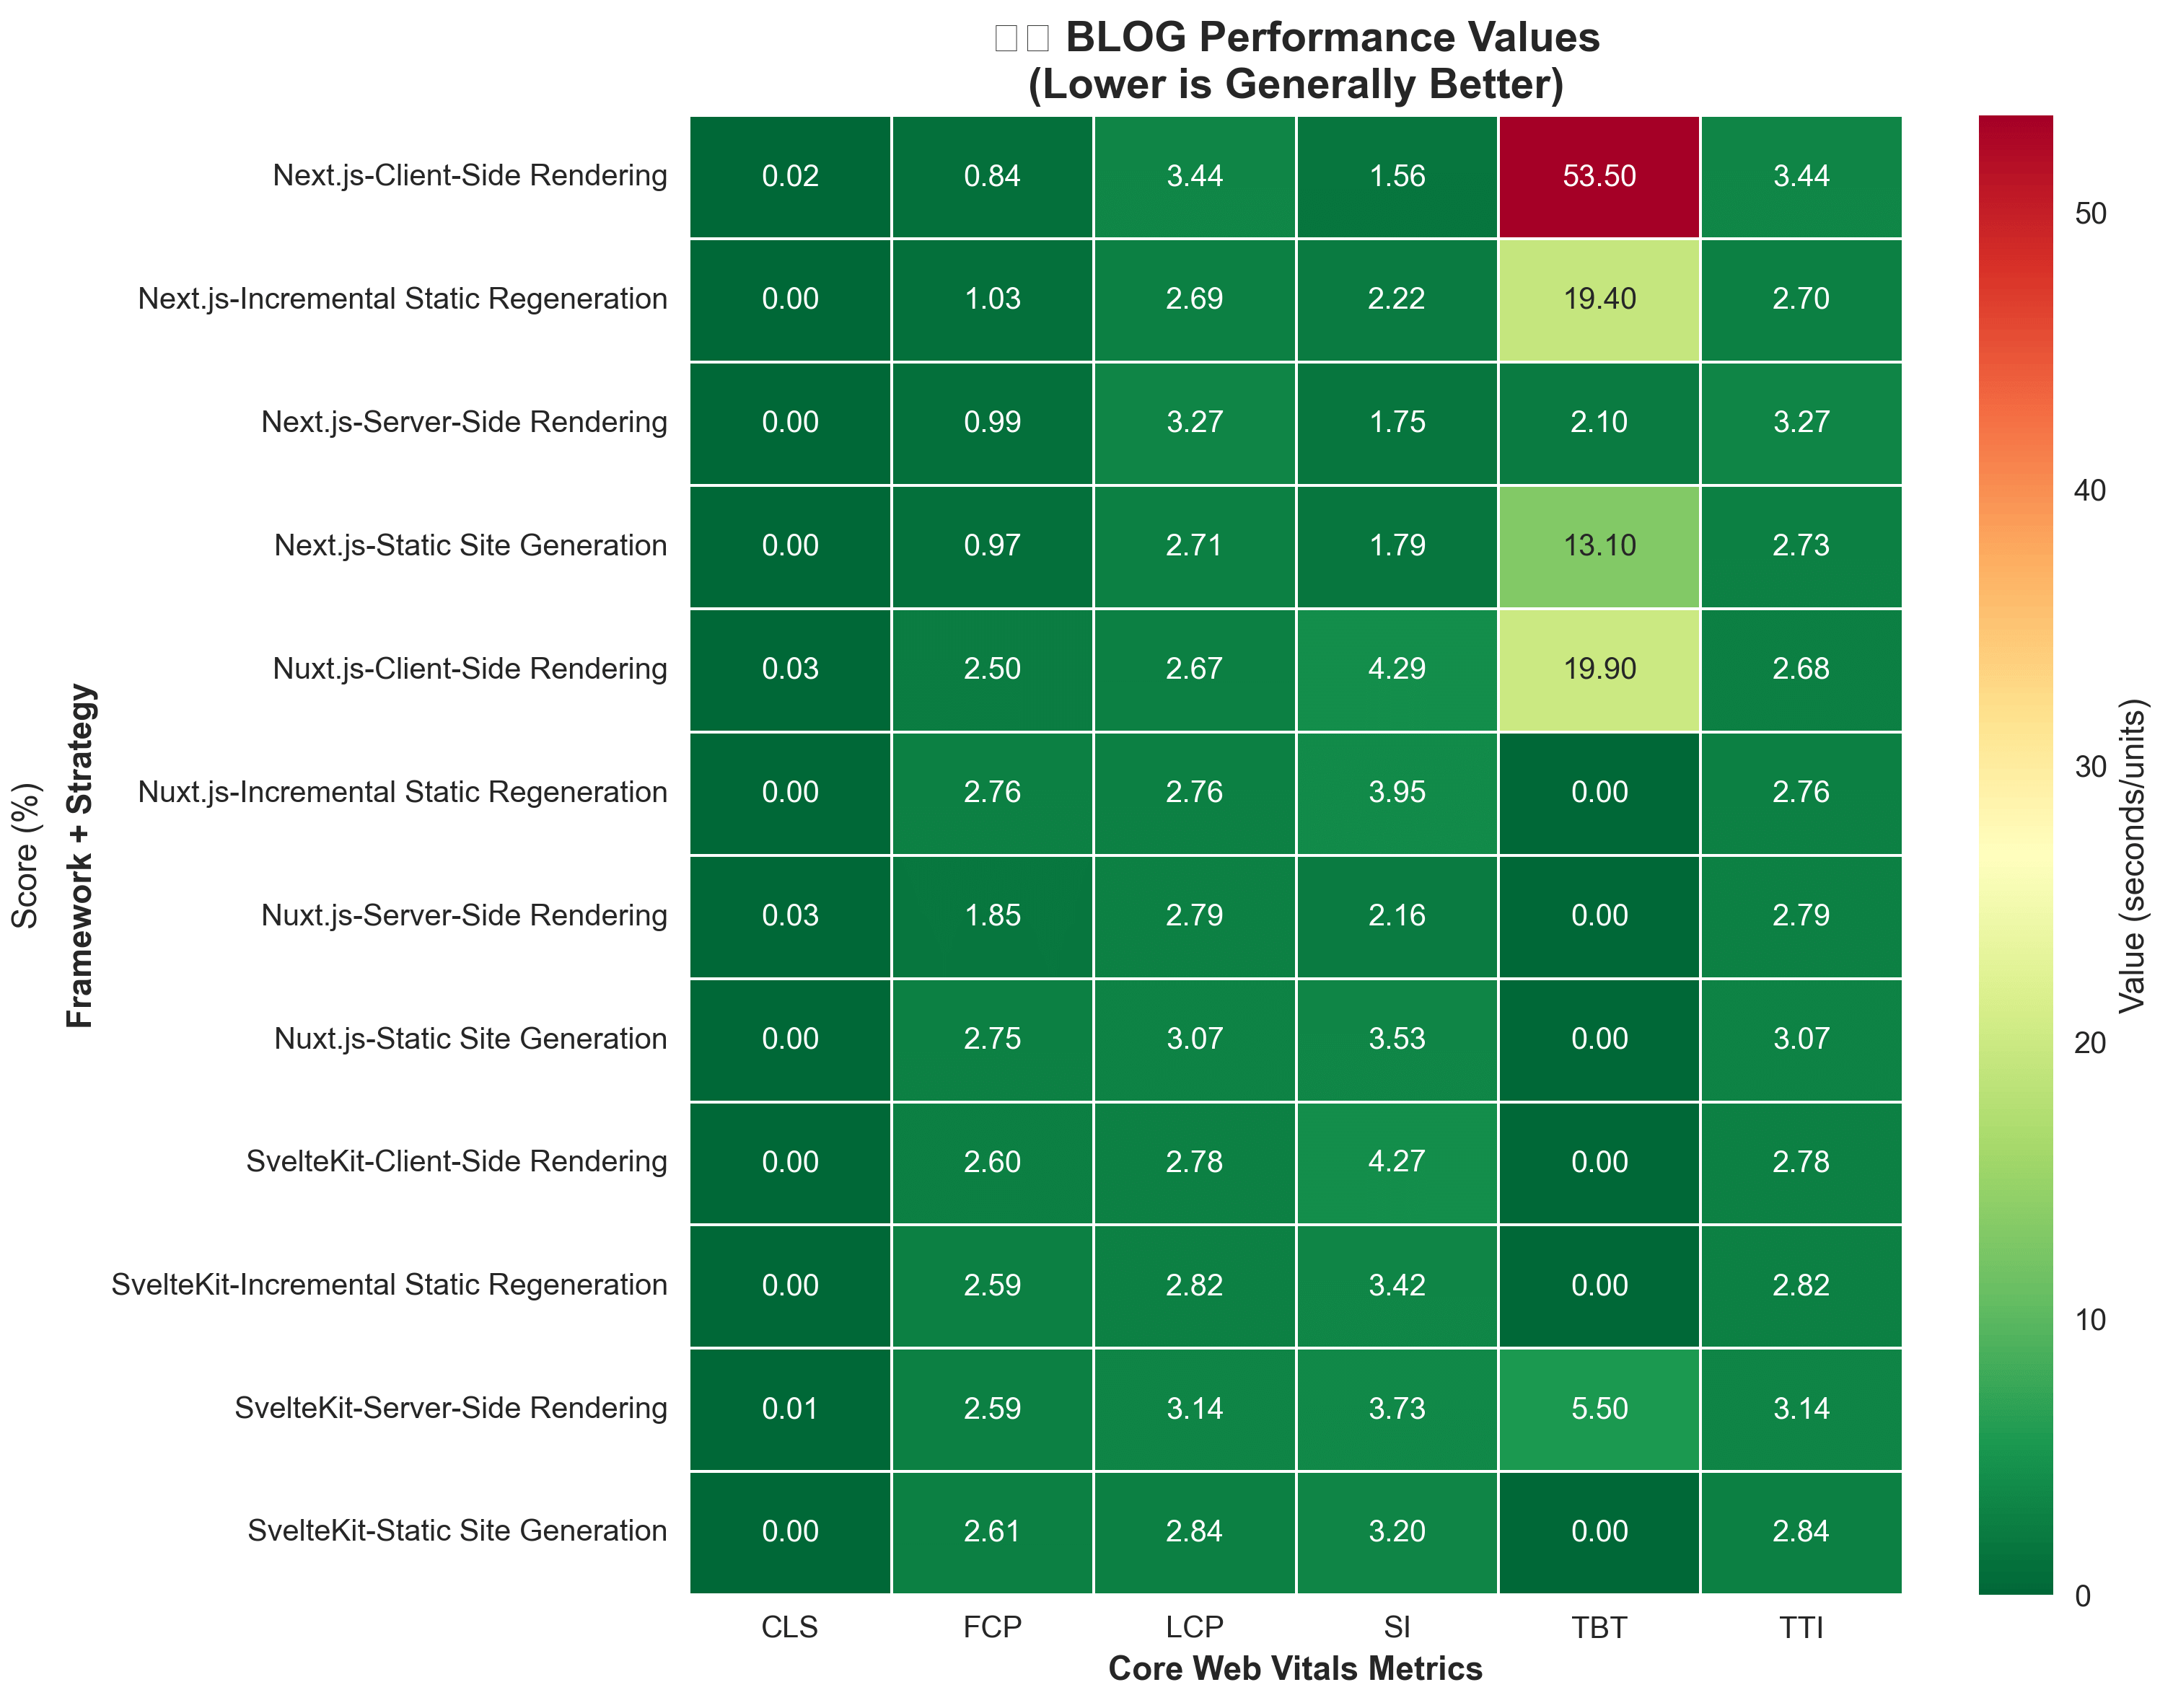 BLOG Performance Values
(Lower is Generally Better)
Next.js-Client-Side Rendering 0.02 0.84 3.44 1.56 53.50 3.44
Next.js-Incremental Static Regeneration 0.00 1.03 2.69 2.22 19.40 2.70
Next.js-Server-Side Rendering 0.00 0.99 3.27 1.75 2.10 3.27
Next.js-Static Site Generation 0.00 0.97 2.71 1.79 13.10 2.73
Nuxt.js-Client-Side Rendering 0.03 2.50 2.67 4.29 19.90 2.68
Nuxt.js-Incremental Static Regeneration 0.00 2.76 2.76 3.95 0.00 2.76
Nuxt.js-Server-Side Rendering 0.03 1.85 2.79 2.16 0.00 2.79
Nuxt.js-Static Site Generation 0.00 2.75 3.07 3.53 0.00 3.07
SvelteKit-Client-Side Rendering 0.00 2.60 2.78 4.27 0.00 2.78
SvelteKit-Incremental Static Regeneration 0.00 2.59 2.82 3.42 0.00 2.82
SvelteKit-Server-Side Rendering 0.01 2.59 3.14 3.73 5.50 3.14
SvelteKit-Static Site Generation 0.00 2.61 2.84 3.20 0.00 2.84
CLS FCP LCP SI TBT TTI
Core Web Vitals Metrics
Score (%)
Framework + Strategy
50
40
30
20
10
0
Value (seconds/units)